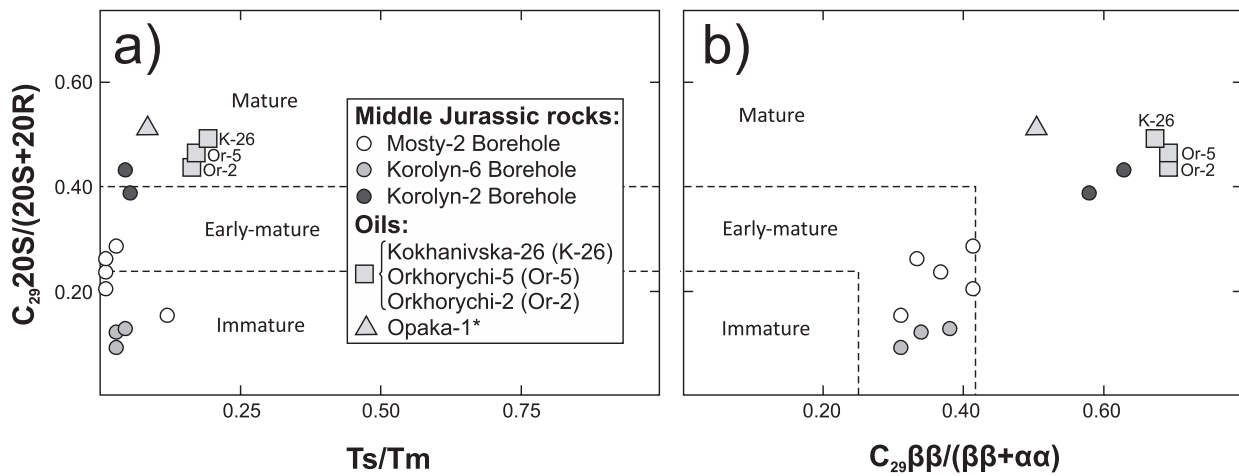 a)
C₂₉20S/(20S+20R)
0.60
0.40
0.20
Mature
K-26
Or-5
Or-2
Early-mature
Immature
Middle Jurassic rocks:
Mosty-2 Borehole
Korolyn-6 Borehole
Korolyn-2 Borehole
Oils:
Kokhanivska-26 (K-26)
Orkhorychi-5 (Or-5)
Orkhorychi-2 (Or-2)
Opaka-1*
0.25
0.50
0.75
Ts/Tm
b)
Mature
K-26
Or-5
Or-2
Early-mature
Immature
0.20
0.40
0.60
C₂₉ββ/(ββ+αα)